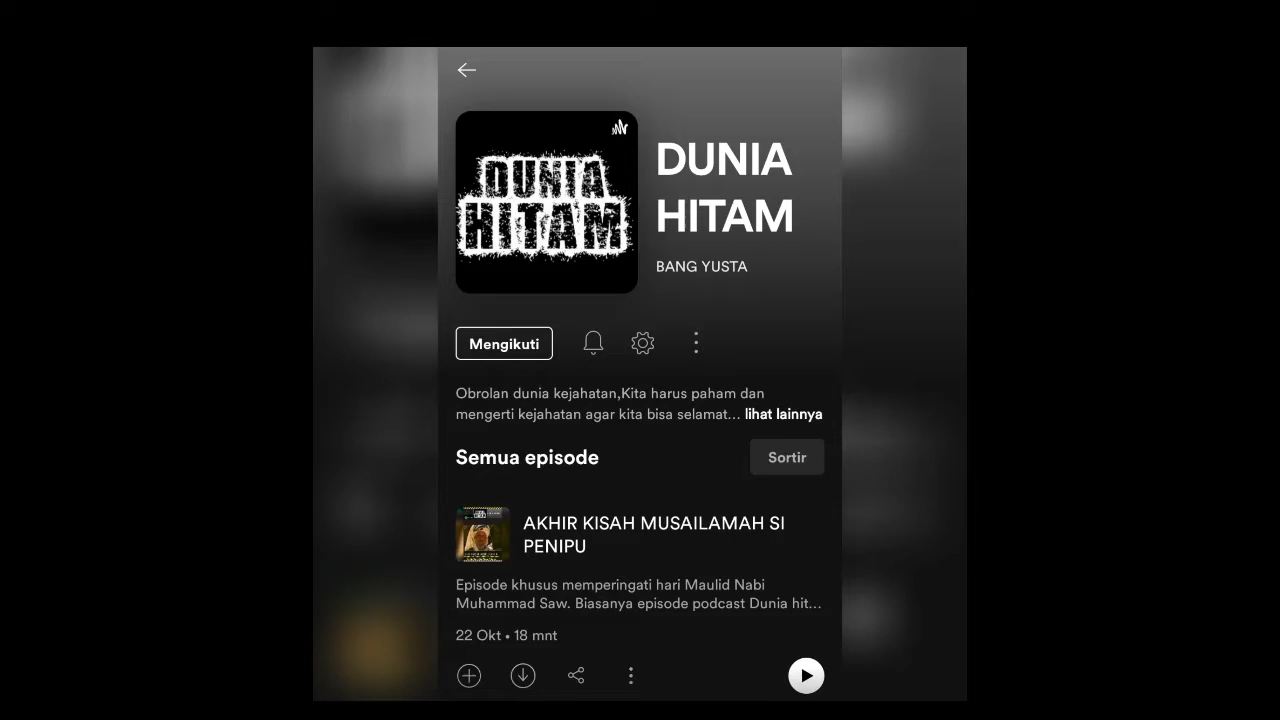 DUNIA
HITAM
DUNIA
HITAM
BANG YUSTA
Mengikuti
Obrolan dunia kejahatan,Kita harus paham dan
mengerti kejahatan agar kita bisa selamat... lihat lainnya
Semua episode
Sortir
AKHIR KISAH MUSAILAMAH SI
PENIPU
Episode khusus memperingati hari Maulid Nabi
Muhammad Saw. Biasanya episode podcast Dunia hit...
22 Okt • 18 mnt